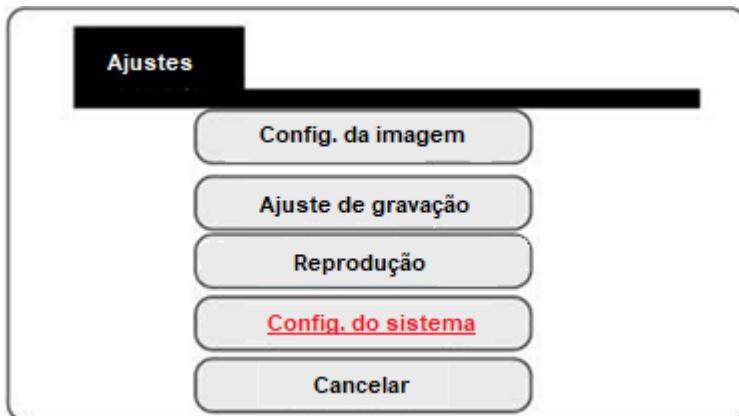 Ajustes
Config. da imagem
Ajuste de gravação
Reprodução
Config. do sistema
Cancelar